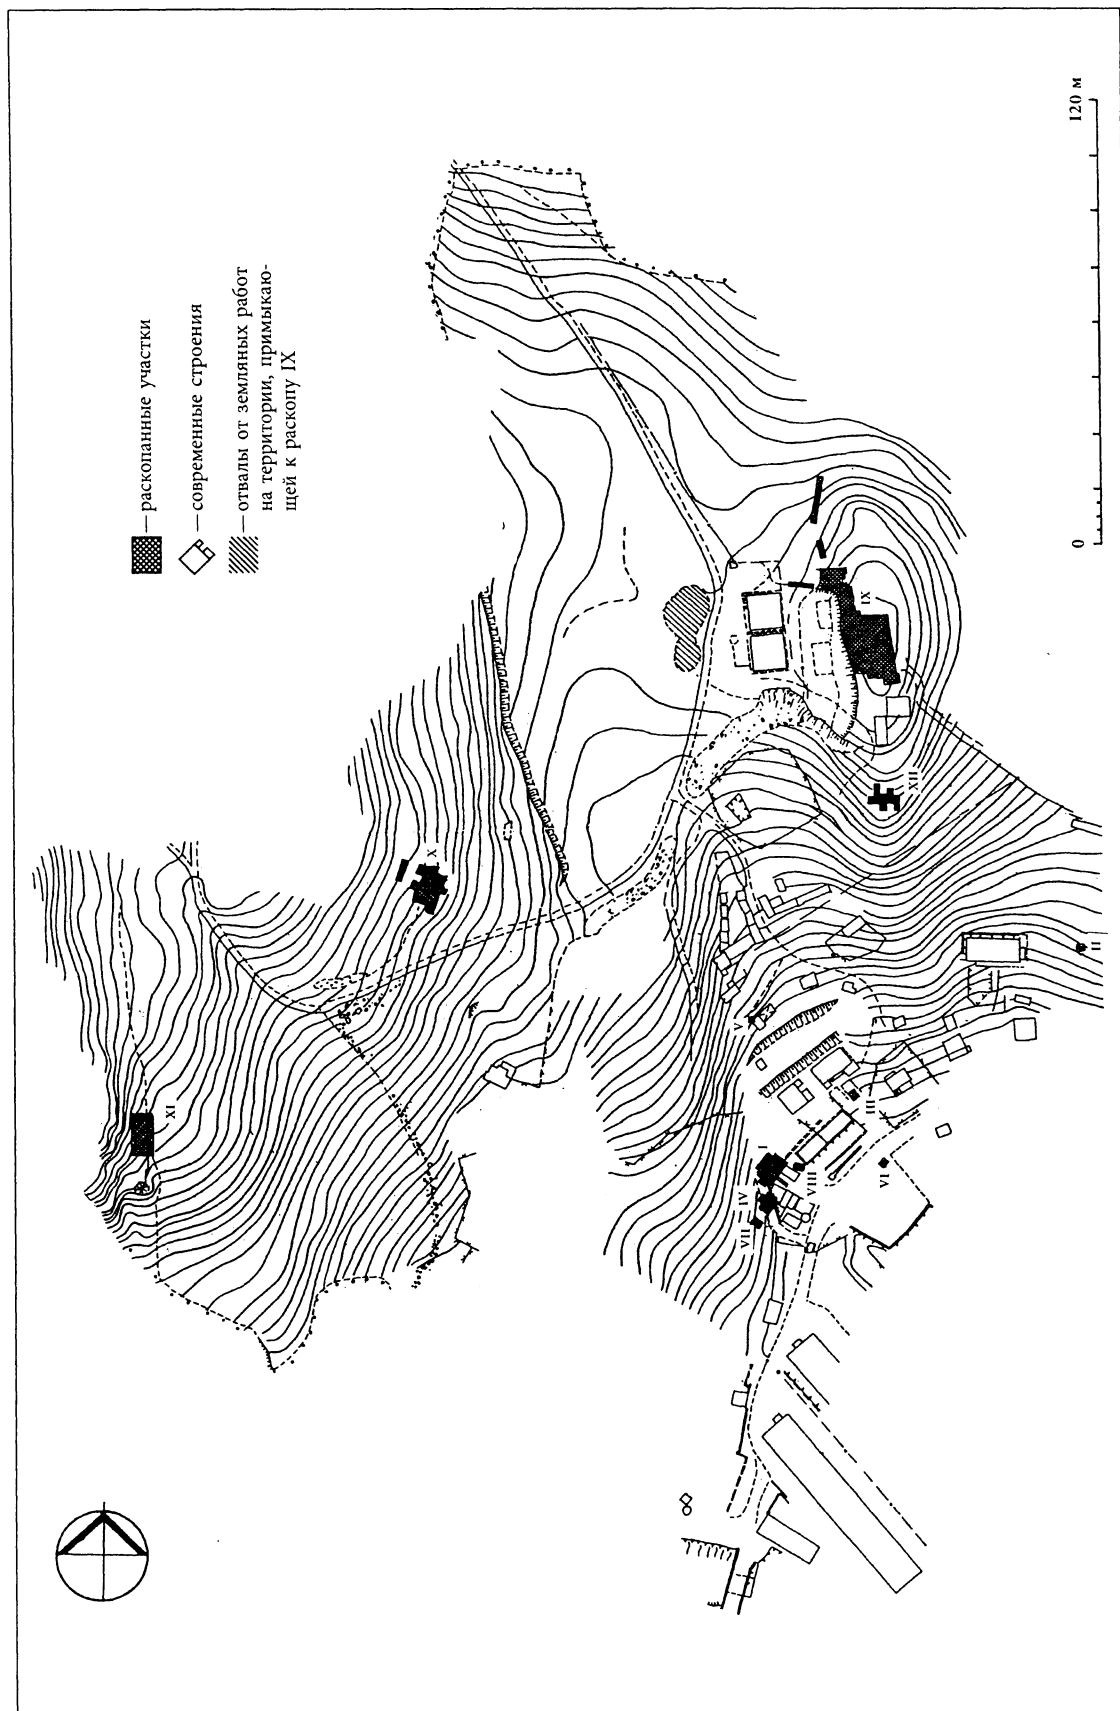 — раскопанные участки
— современные строения
— отвалы от земляных работ
на территории, примыкаю-
щей к раскопу IX
0
120 м
XI
X
IX
XII
II
V
III
I
VIII
IV
VII
VI